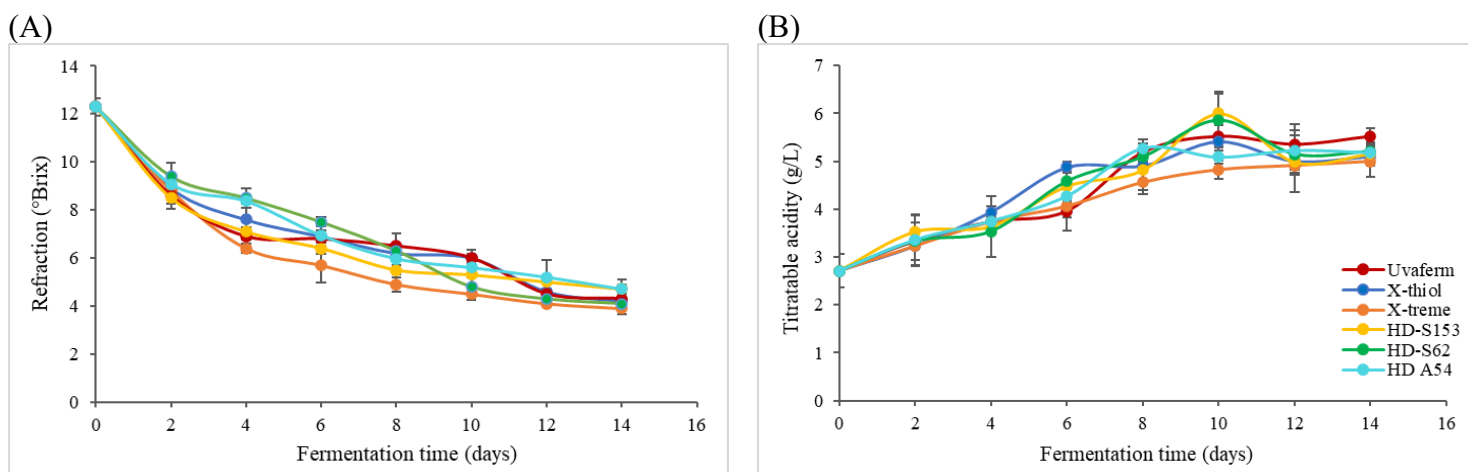 (A)
14
12
10
8
6
4
2
0
Refraction (°Brix)
0 2 4 6 8 10 12 14 16
Fermentation time (days)
(B)
7
6
5
4
3
2
1
0
Titratable acidity (g/L)
Uvaferm
X-thiol
X-treme
HD-S153
HD-S62
HD A54
0 2 4 6 8 10 12 14 16
Fermentation time (days)